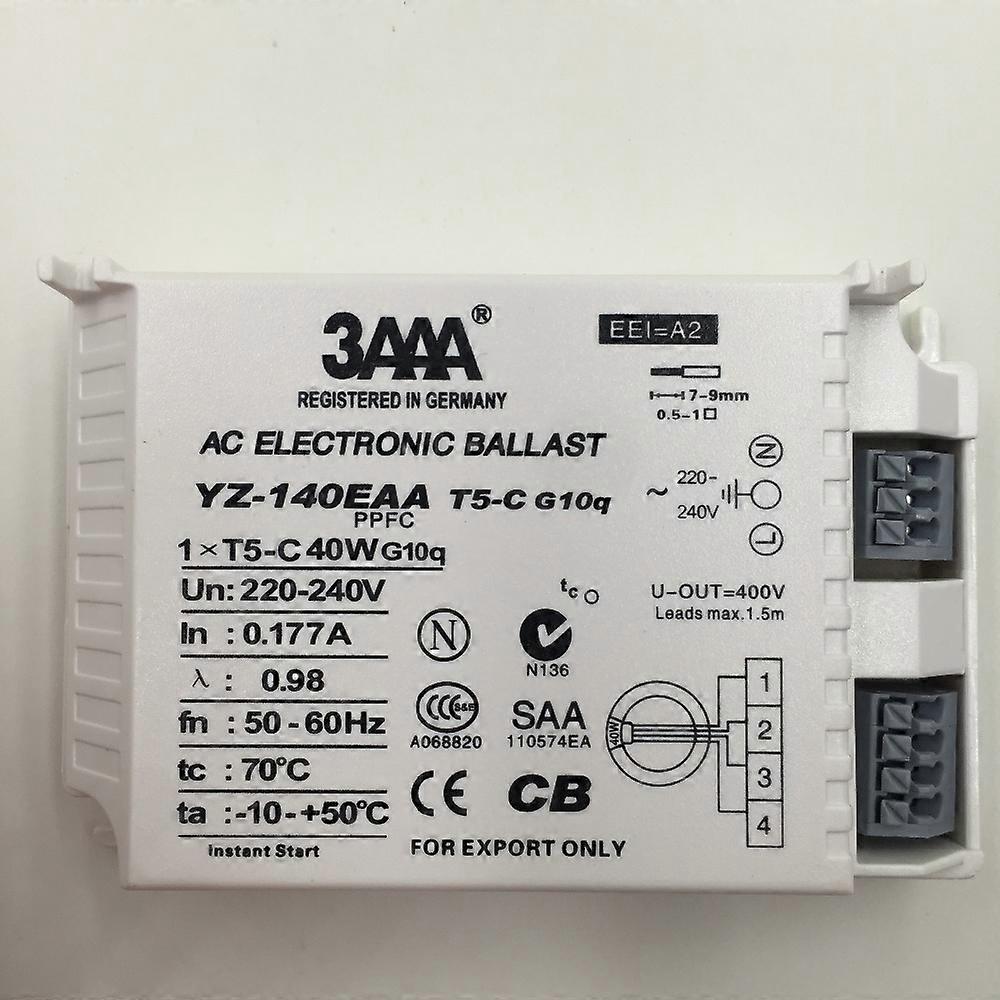 3AAA®
REGISTERED IN GERMANY
EEI=A2
7-9mm
0.5-1□
AC ELECTRONIC BALLAST
YZ-140EAA T5-C G10q
PPFC
1×T5-C 40W G10q
Un: 220-240V
In : 0.177A
λ : 0.98
fn : 50-60Hz
tc : 70°C
ta :-10-+50°C
Instant Start
N
~ 220-
240V
L
tc
U-OUT=400V
Leads max.1.5m
N
N136
S&E
A068820
SAA
110574EA
CE
CB
FOR EXPORT ONLY
40W
1
2
3
4